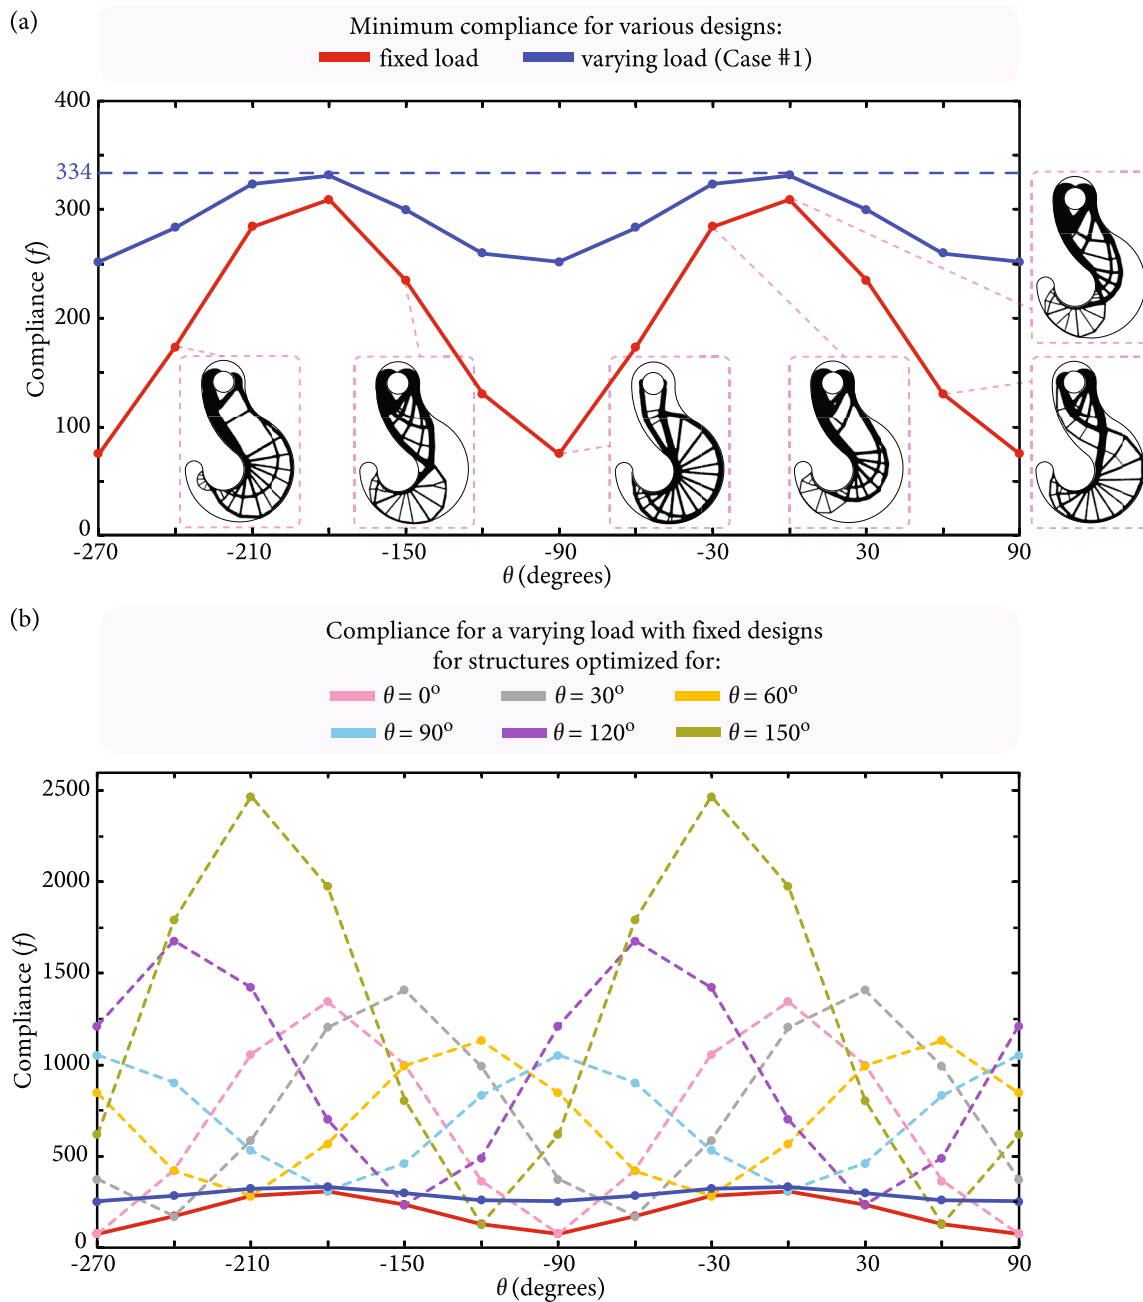 (a)
Minimum compliance for various designs:
fixed load
varying load (Case #1)
400
334
300
200
100
0
Compliance (f)
-270
-210
-150
-90
-30
30
90
θ (degrees)
(b)
Compliance for a varying load with fixed designs
for structures optimized for:
θ = 0°
θ = 30°
θ = 60°
θ = 90°
θ = 120°
θ = 150°
2500
2000
1500
1000
500
0
Compliance (f)
-270
-210
-150
-90
-30
30
90
θ (degrees)